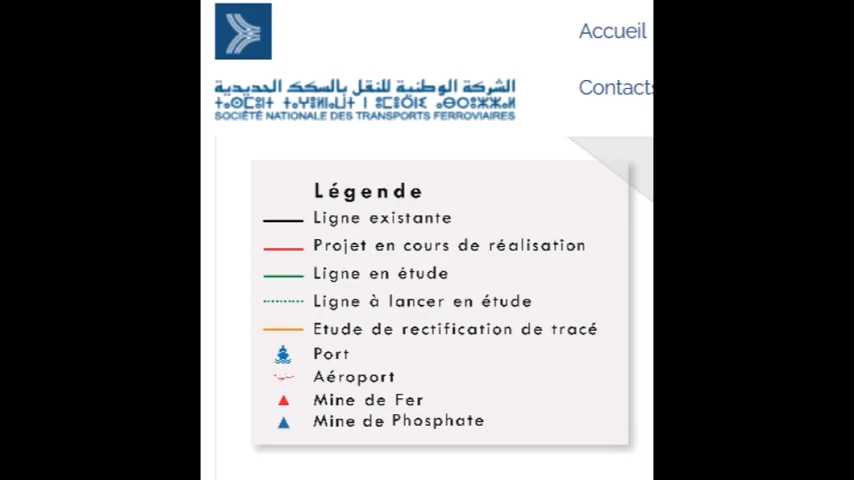 Accueil
الشركة الوطنية للنقل بالسكك الحديدية
SOCIÉTÉ NATIONALE DES TRANSPORTS FERROVIAIRES
Contacts
Légende
Ligne existante
Projet en cours de réalisation
Ligne en étude
Ligne à lancer en étude
Etude de rectification de tracé
Port
Aéroport
Mine de Fer
Mine de Phosphate